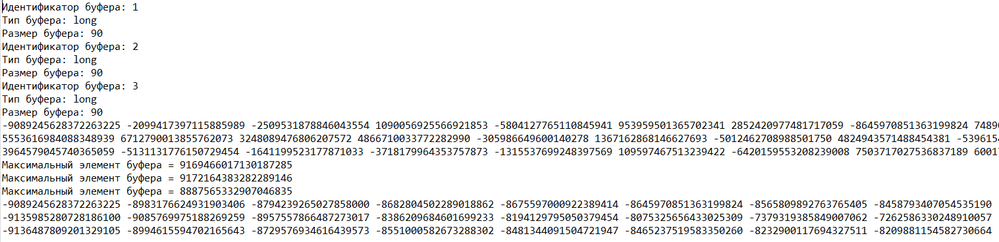 Идентификатор буфера: 1
Тип буфера: long
Размер буфера: 90
Идентификатор буфера: 2
Тип буфера: long
Размер буфера: 90
Идентификатор буфера: 3
Тип буфера: long
Размер буфера: 90
-9089245628372263225 -2099417397115885989 -2509531878846043554 1090056925566921853 -5804127765110845941 953959501365702341 2852420977481717059 -8645970851363199824 7489
5553616984088348939 6712790013855762073 3248089476806207572 4866710033772282990 -305986649600140278 1367162868146627693 -5012462708988501750 4824943571488454381 -539615
3964579045740365059 -5131131776150729454 -1641199523177871033 -3718179964353757873 -1315537699248397569 109597467513239422 -6420159553208239008 7503717027536837189 6001
Максимальный элемент буфера = 9169466017130187285
Максимальный элемент буфера = 9172164383282289146
Максимальный элемент буфера = 8887565332907046835
-9089245628372263225 -8983176624931903406 -8794239265027858000 -8682804502289018862 -8675597000922389414 -8645970851363199824 -8565809892763765405 -8458793407054535190
-9135985280728186100 -9085769975188269259 -8957557866487273017 -8386209684601699233 -8194129795050379454 -8075325656433025309 -7379319385849007062 -7262586330248910057
-9136487809201329105 -8994615594702165643 -8729576934616439573 -8551000582673288302 -8481344091504721947 -8465237519583350260 -8232900117694327511 -8209881154582730664